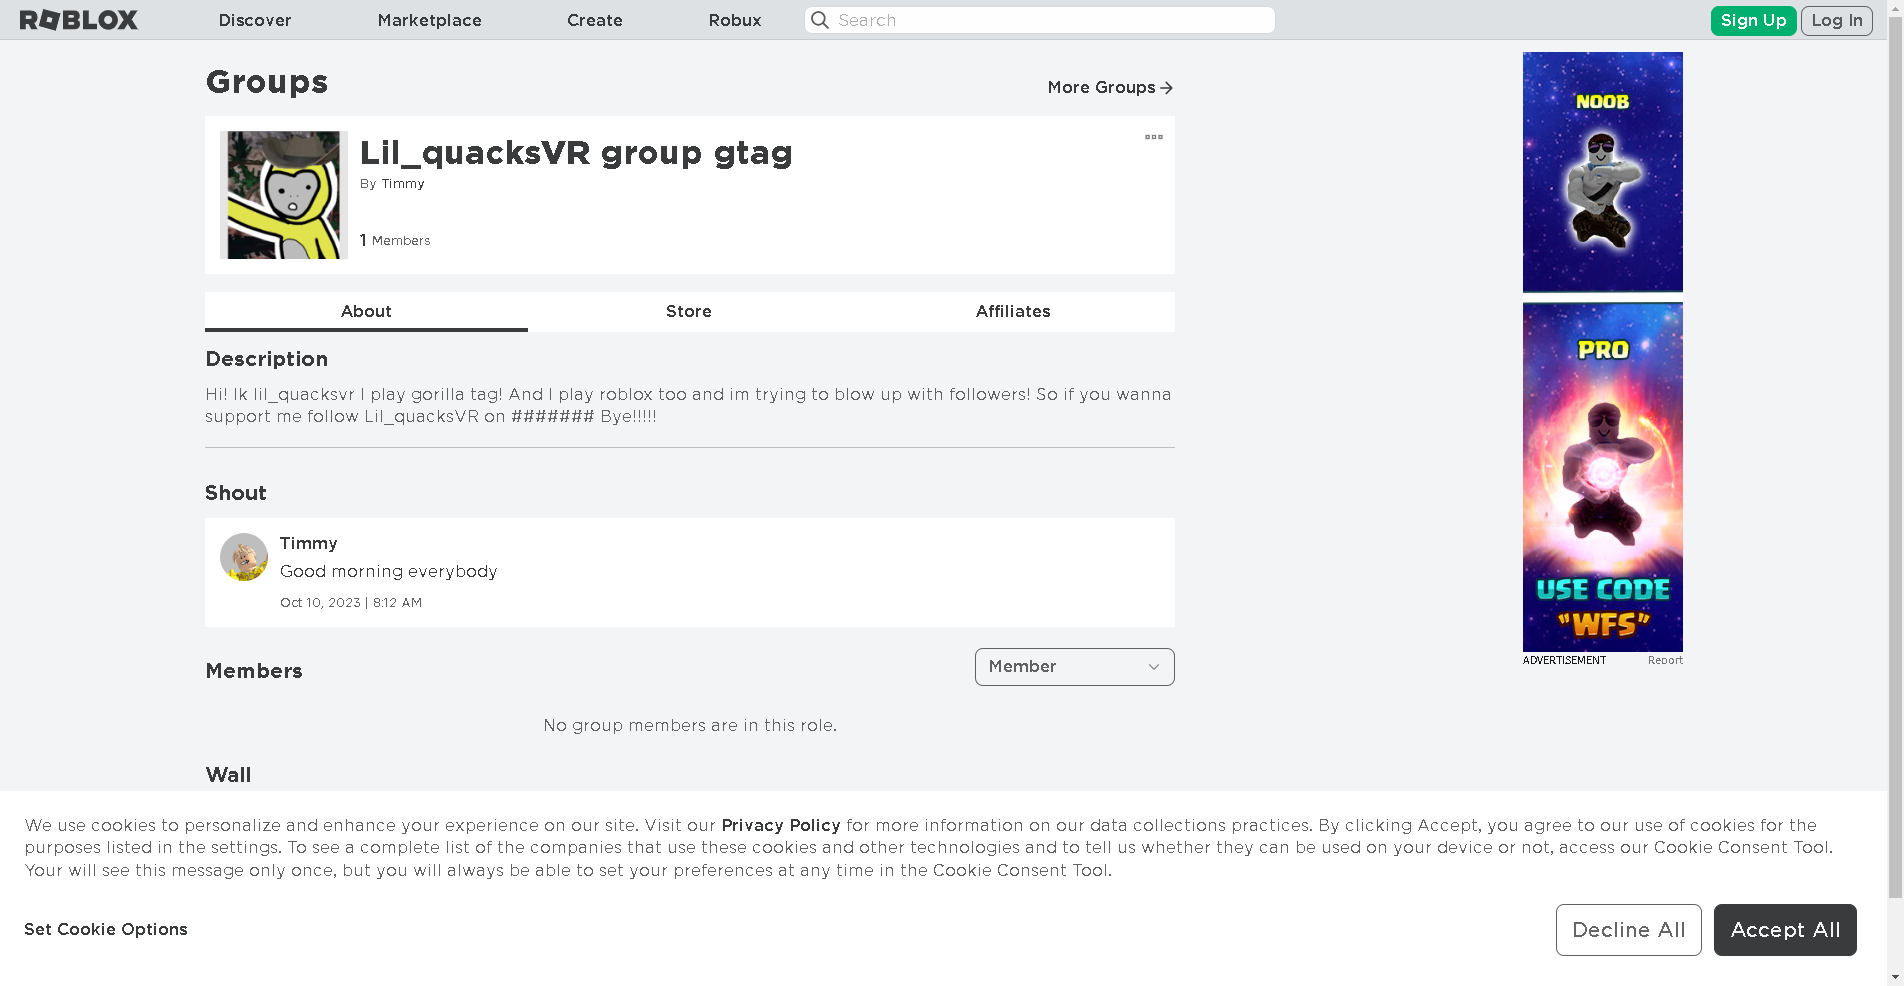 ROBLOX
Discover
Marketplace
Create
Robux
Search
Sign Up
Log In
Groups
More Groups
Lil_quacksVR group gtag
By Timmy
1 Members
About
Store
Affiliates
Description
Hi! Ik lil_quacksvr I play gorilla tag! And I play roblox too and im trying to blow up with followers! So if you wanna
support me follow Lil_quacksVR on ####### Bye!!!!!
Shout
Timmy
Good morning everybody
Oct 10, 2023 | 8:12 AM
Members
Member
No group members are in this role.
Wall
NOOB
PRO
USE CODE
"WFS"
ADVERTISEMENT
Report
We use cookies to personalize and enhance your experience on our site. Visit our Privacy Policy for more information on our data collections practices. By clicking Accept, you agree to our use of cookies for the
purposes listed in the settings. To see a complete list of the companies that use these cookies and other technologies and to tell us whether they can be used on your device or not, access our Cookie Consent Tool.
Your will see this message only once, but you will always be able to set your preferences at any time in the Cookie Consent Tool.
Set Cookie Options
Decline All
Accept All